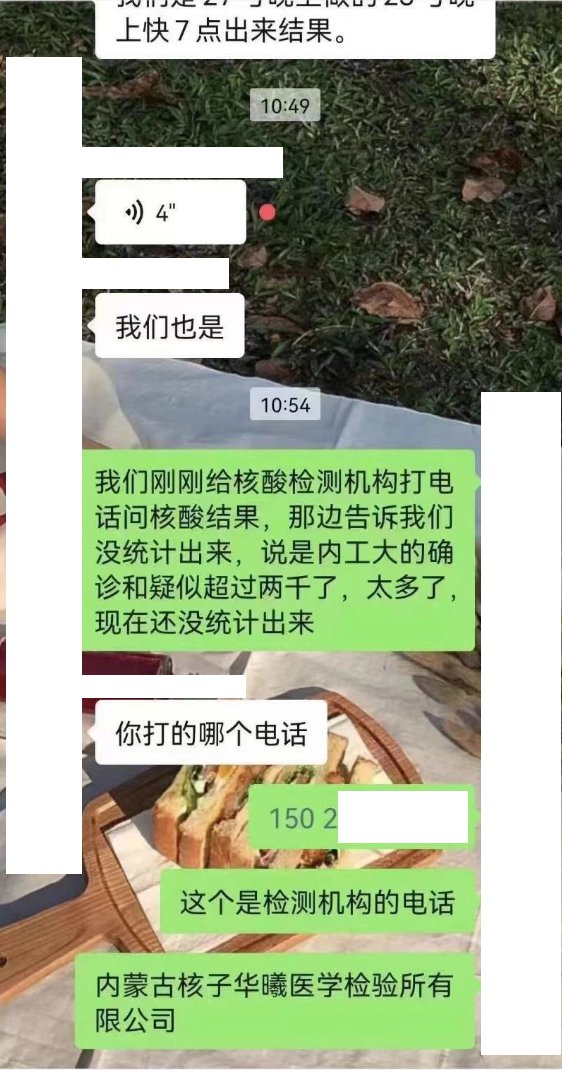 上快7点出来结果。
10:49
4"
我们也是
10:54
我们刚刚给核酸检测机构打电
话问核酸结果，那边告诉我们
没统计出来，说是内工大的确
诊和疑似超过两千了，太多了，
现在还没统计出来
你打的哪个电话
150 2
这个是检测机构的电话
内蒙古核子华曦医学检验所有
限公司